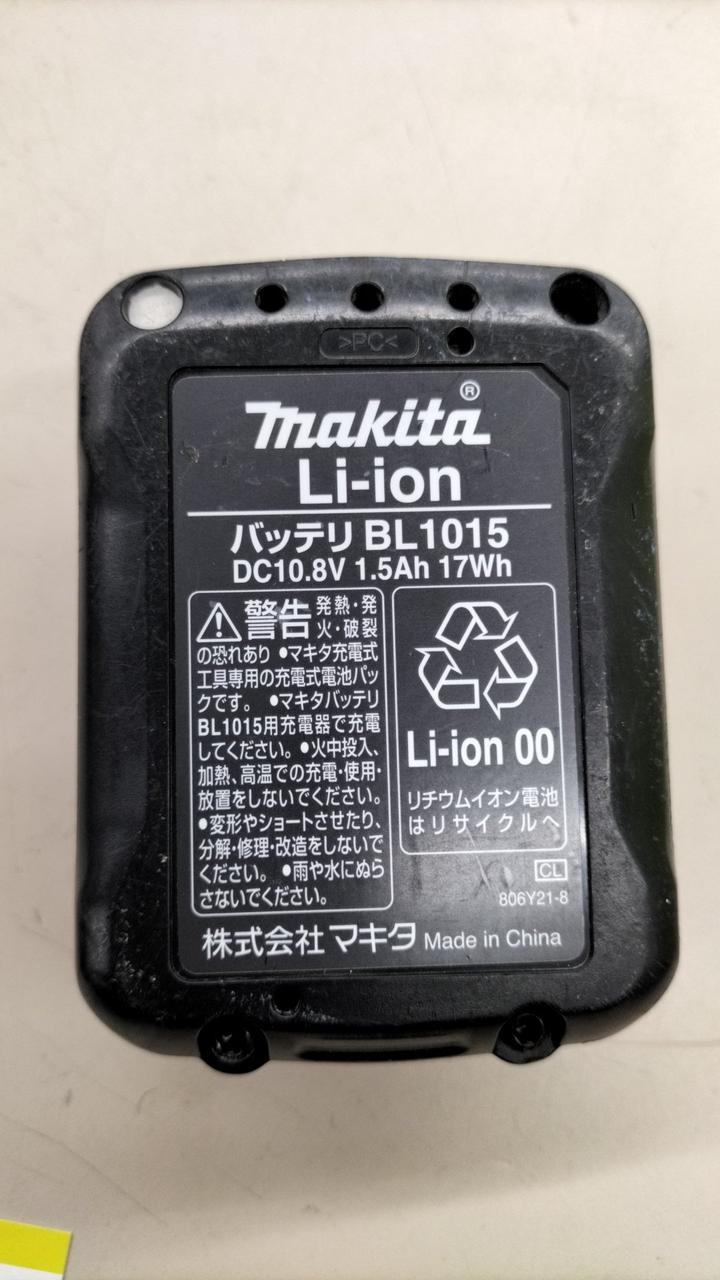 >PC<
makita®
Li-ion
バッテリ BL1015
DC10.8V 1.5Ah 17Wh
警告 発熱・発
火・破裂
の恐れあり ●マキタ充電式
工具専用の充電式電池パッ
クです。 ●マキタバッテリ
BL1015用充電器で充電
してください。●火中投入、
加熱、高温での充電・使用・
放置をしないでください。
●変形やショートさせたり、
分解・修理・改造をしないで
ください。 ●雨や水にぬら
さないでください。
Li-ion 00
リチウムイオン電池
はリサイクルへ
CL
806Y21-8
株式会社マキタ Made in China